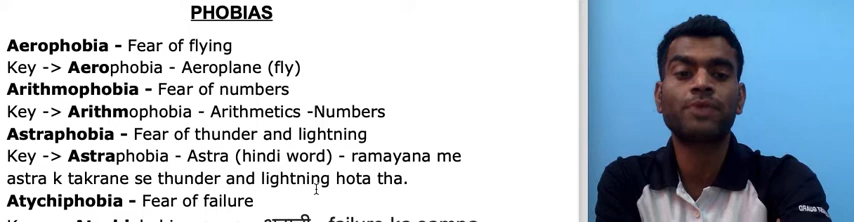 PHOBIAS
Aerophobia - Fear of flying
Key -> Aerophobia - Aeroplane (fly)
Arithmophobia - Fear of numbers
Key -> Arithmophobia - Arithmetics -Numbers
Astraphobia - Fear of thunder and lightning
Key -> Astraphobia - Astra (hindi word) - ramayana me
astra k takrane se thunder and lightning hota tha.
Atychiphobia - Fear of failure